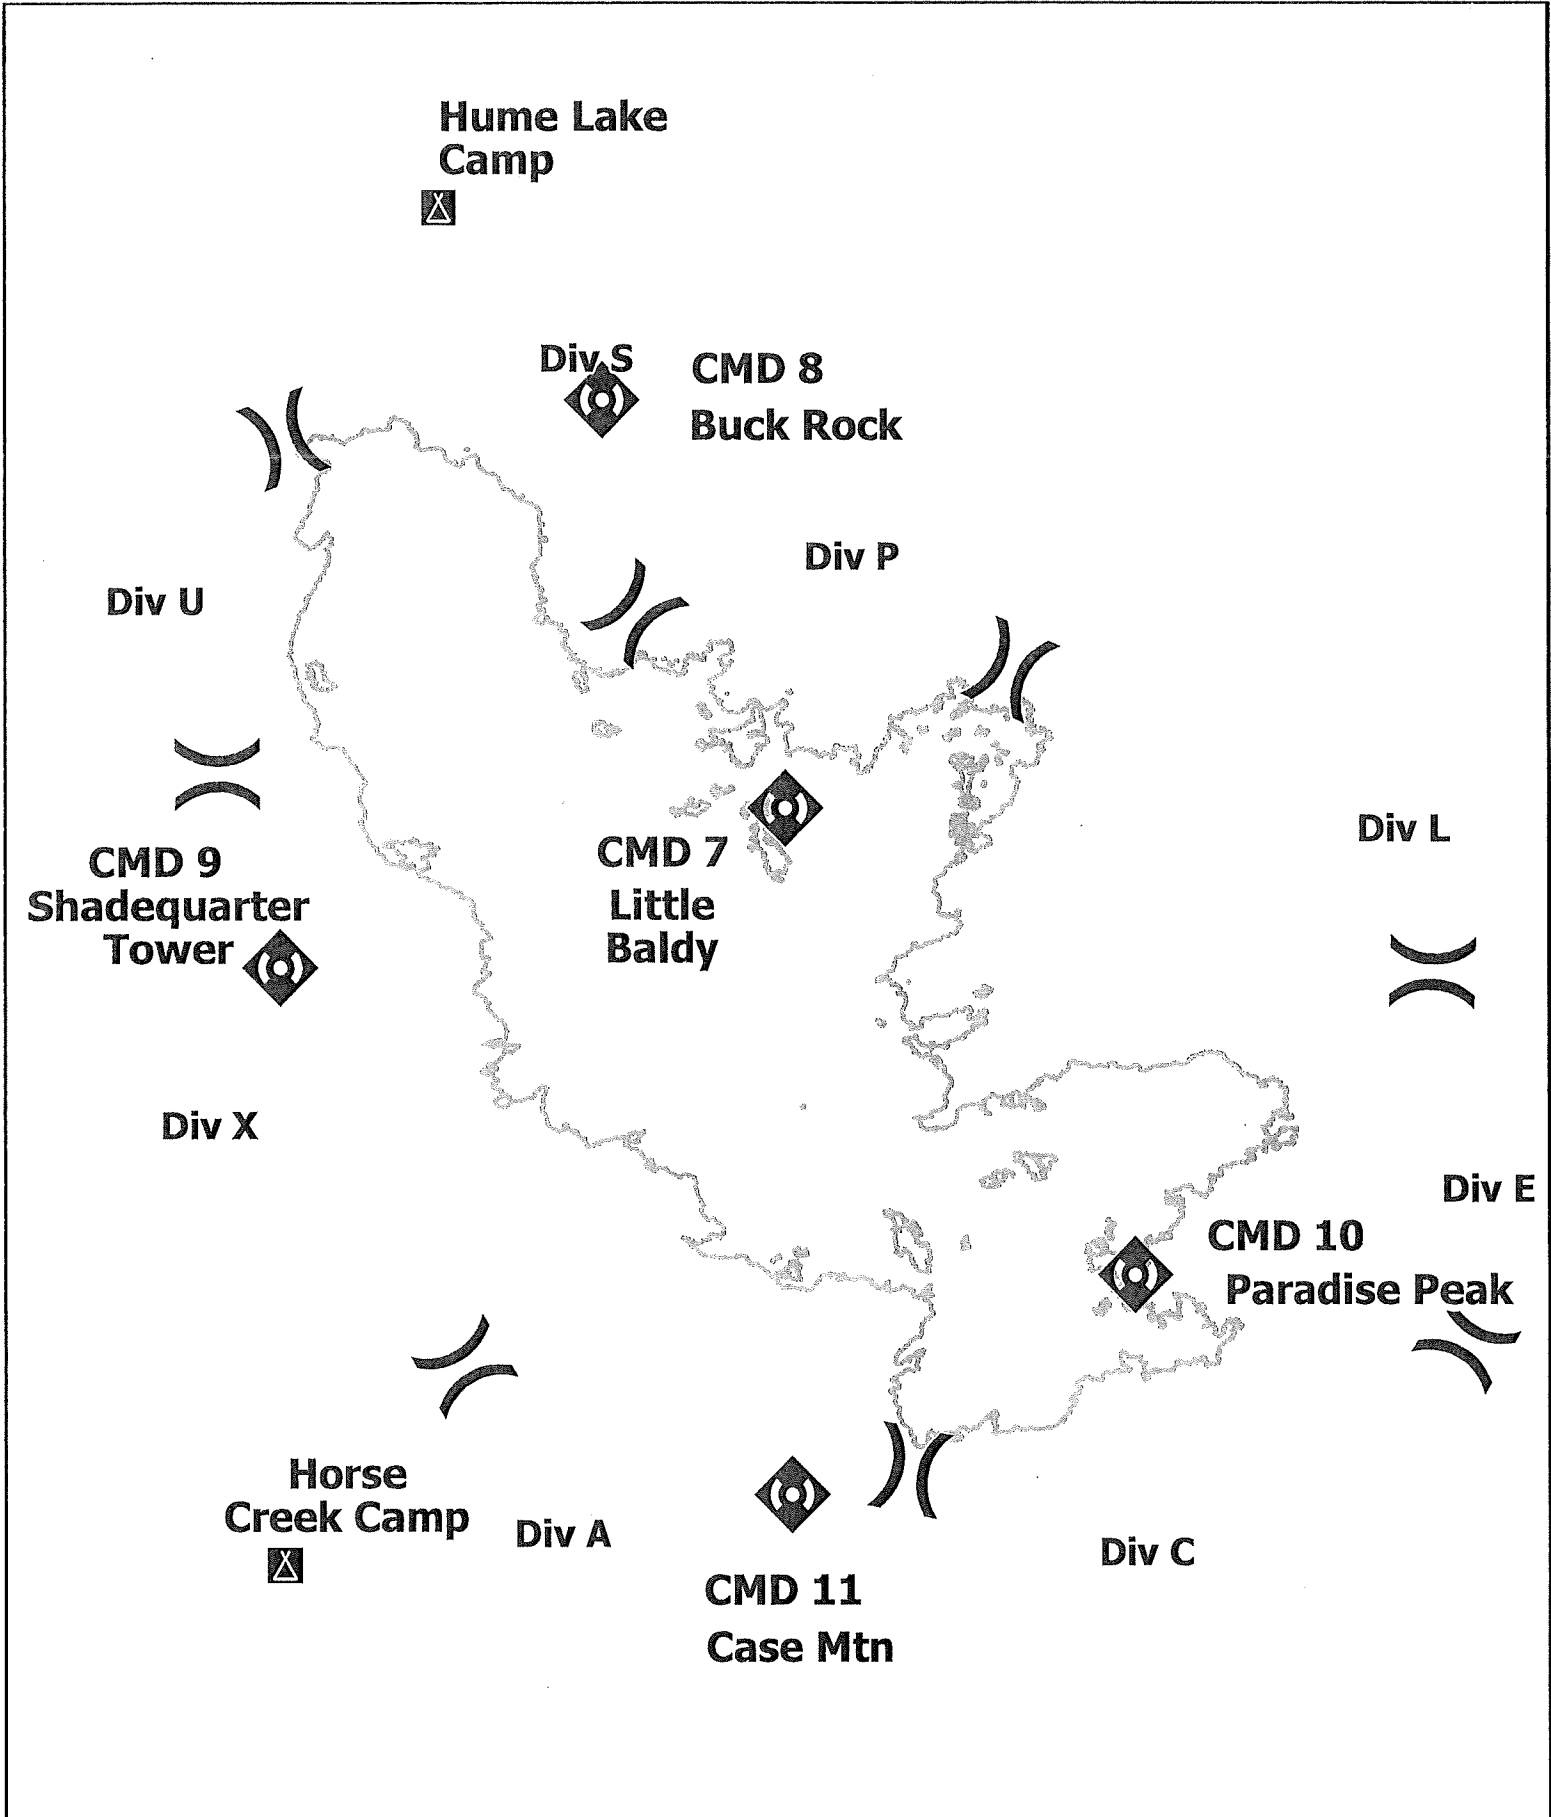 Hume Lake
Camp
Div S
CMD 8
Buck Rock
Div P
Div U
Div L
CMD 9
Shadequarter
Tower
CMD 7
Little
Baldy
Div X
Div E
CMD 10
Paradise Peak
Horse
Creek Camp
Div A
Div C
CMD 11
Case Mtn